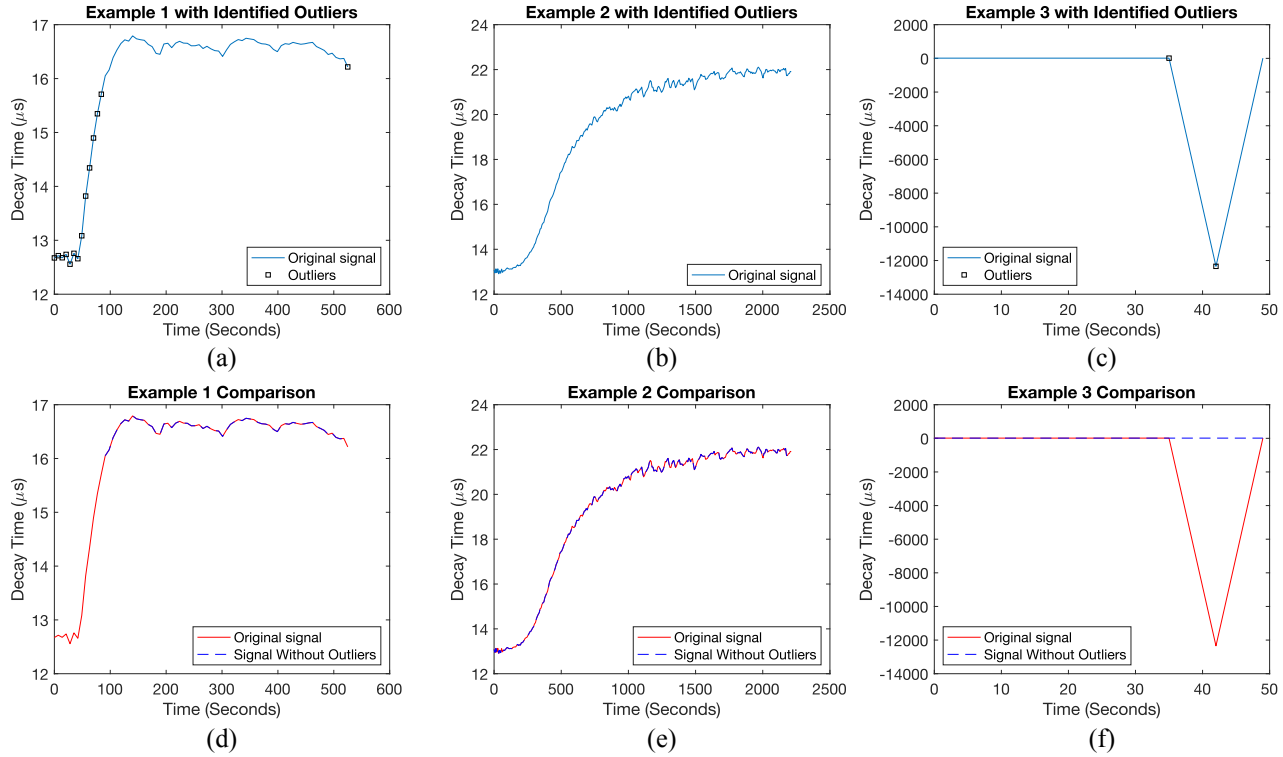 Example 1 with Identified Outliers
17
16
15
14
13
12
Decay Time (μs)
0 100 200 300 400 500 600
Time (Seconds)
Original signal
Outliers
(a)
Example 2 with Identified Outliers
24
22
20
18
16
14
12
Decay Time (μs)
0 500 1000 1500 2000 2500
Time (Seconds)
Original signal
(b)
Example 3 with Identified Outliers
2000
0
-2000
-4000
-6000
-8000
-10000
-12000
-14000
Decay Time (μs)
0 10 20 30 40 50
Time (Seconds)
Original signal
Outliers
(c)
Example 1 Comparison
17
16
15
14
13
12
Decay Time (μs)
0 100 200 300 400 500 600
Time (Seconds)
Original signal
Signal Without Outliers
(d)
Example 2 Comparison
24
22
20
18
16
14
12
Decay Time (μs)
0 500 1000 1500 2000 2500
Time (Seconds)
Original signal
Signal Without Outliers
(e)
Example 3 Comparison
2000
0
-2000
-4000
-6000
-8000
-10000
-12000
-14000
Decay Time (μs)
0 10 20 30 40 50
Time (Seconds)
Original signal
Signal Without Outliers
(f)